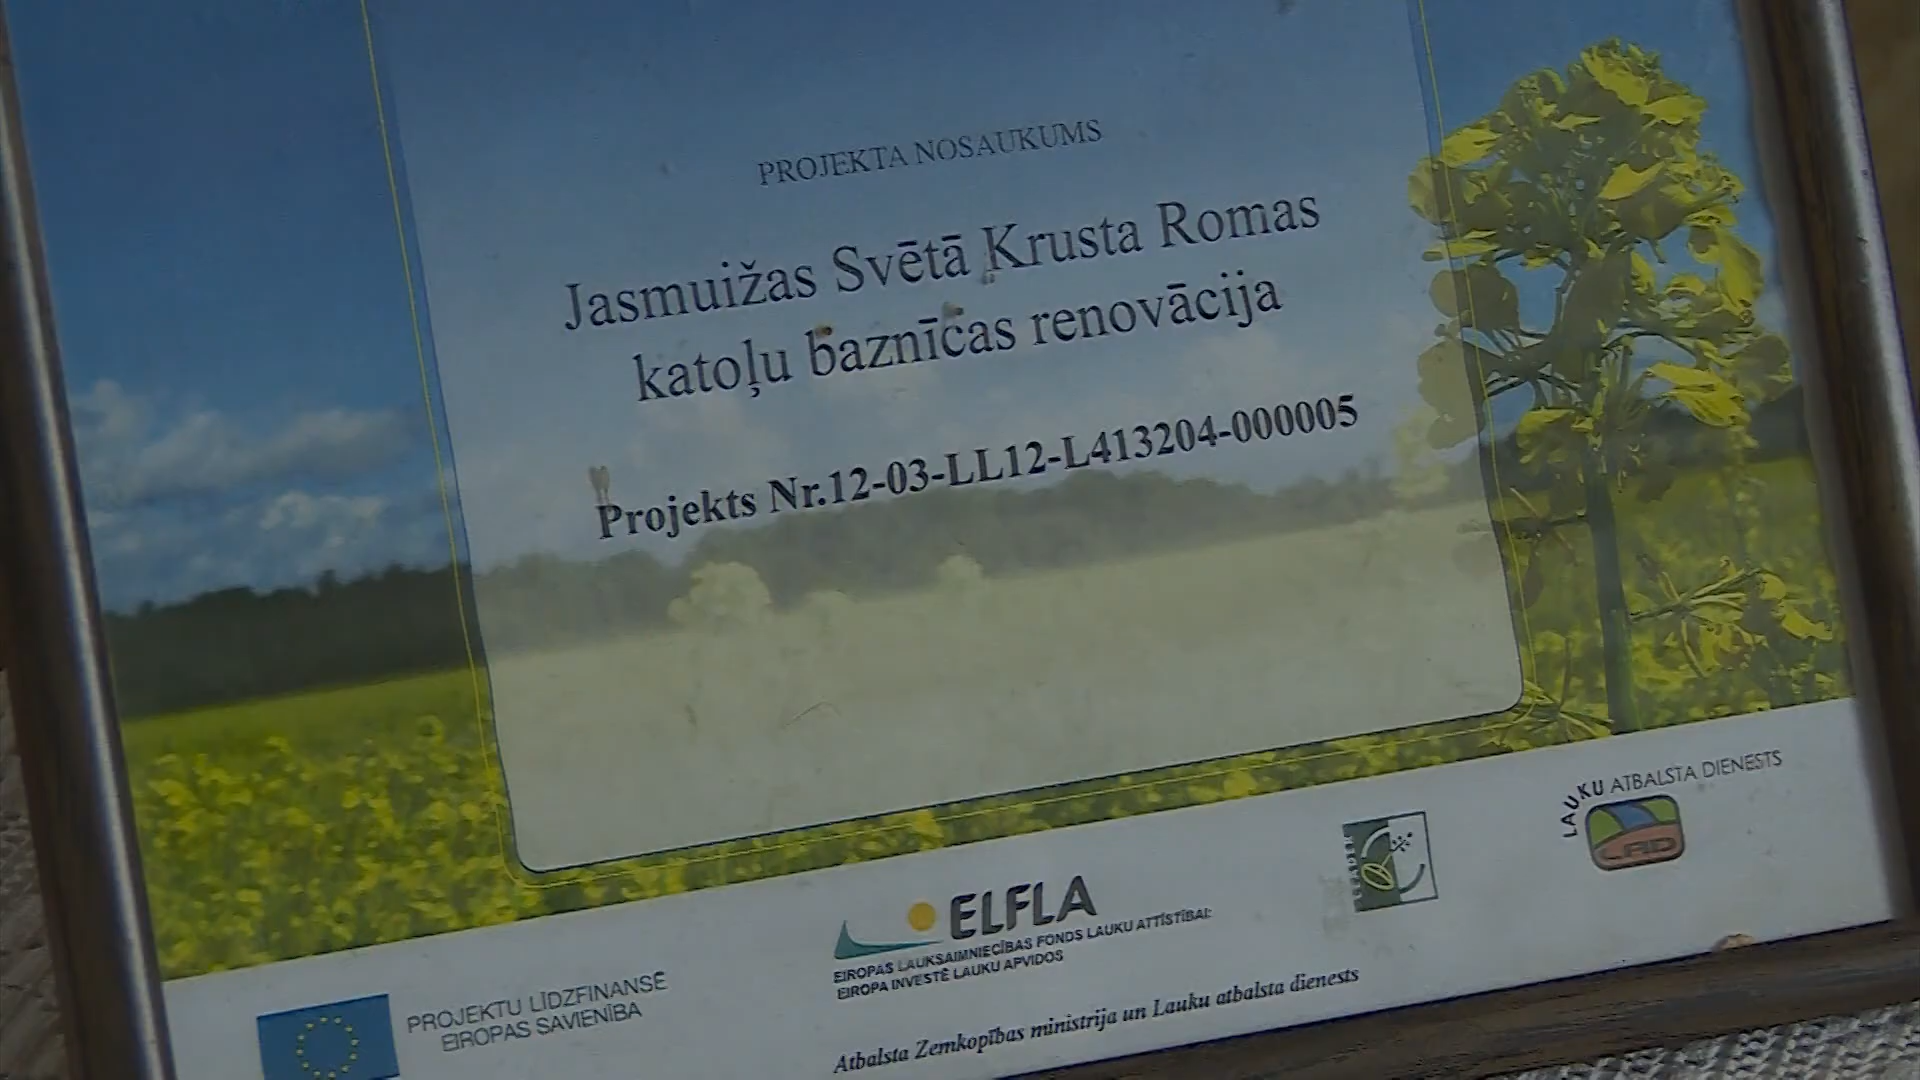 PROJEKTA NOSAUKUMS
Jasmuižas Svētā Krusta Romas
katoļu baznīcas renovācija
Projekts Nr.12-03-LL12-L413204-000005
LAUKU ATBALSTA DIENESTS
LAD
ELFLA
EIROPAS LAUKSAIMNIECĪBAS FONDS LAUKU ATTĪSTĪBAI:
EIROPA INVESTĒ LAUKU APVIDOS
PROJEKTU LĪDZFINANSĒ
EIROPAS SAVIENĪBA
Atbalsta Zemkopības ministrija un Lauku atbalsta dienests